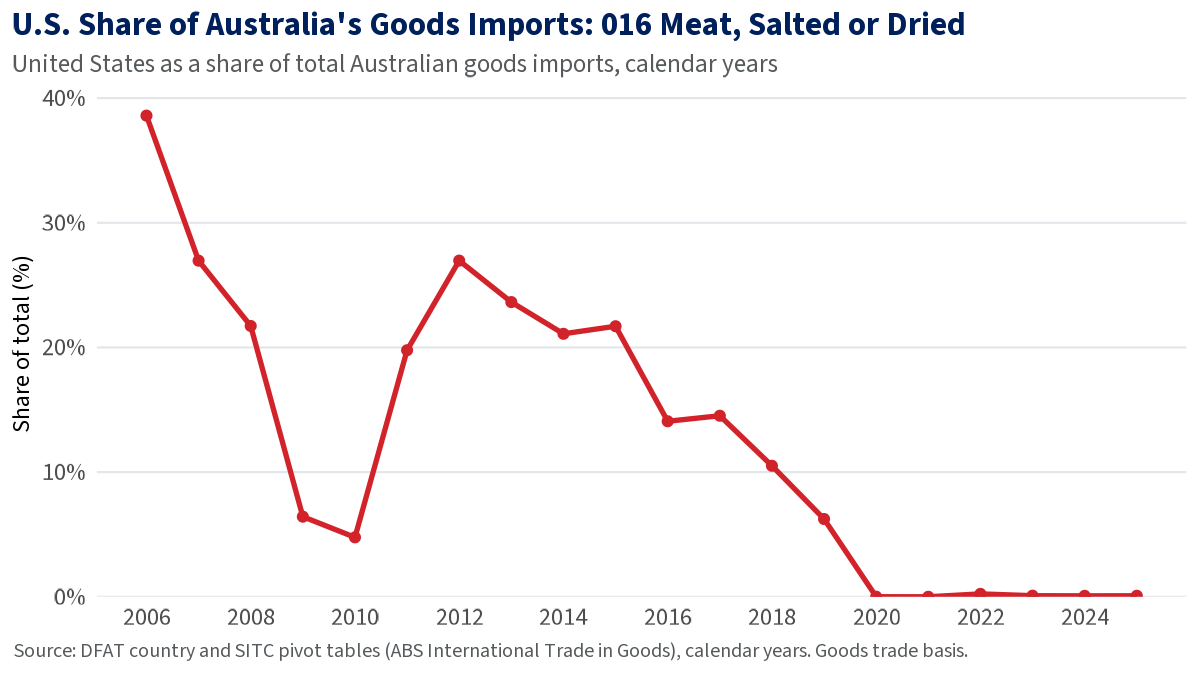 U.S. Share of Australia's Goods Imports: 016 Meat, Salted or Dried
United States as a share of total Australian goods imports, calendar years
Share of total (%)
40%
30%
20%
10%
0%
2006 2008 2010 2012 2014 2016 2018 2020 2022 2024
Source: DFAT country and SITC pivot tables (ABS International Trade in Goods), calendar years. Goods trade basis.